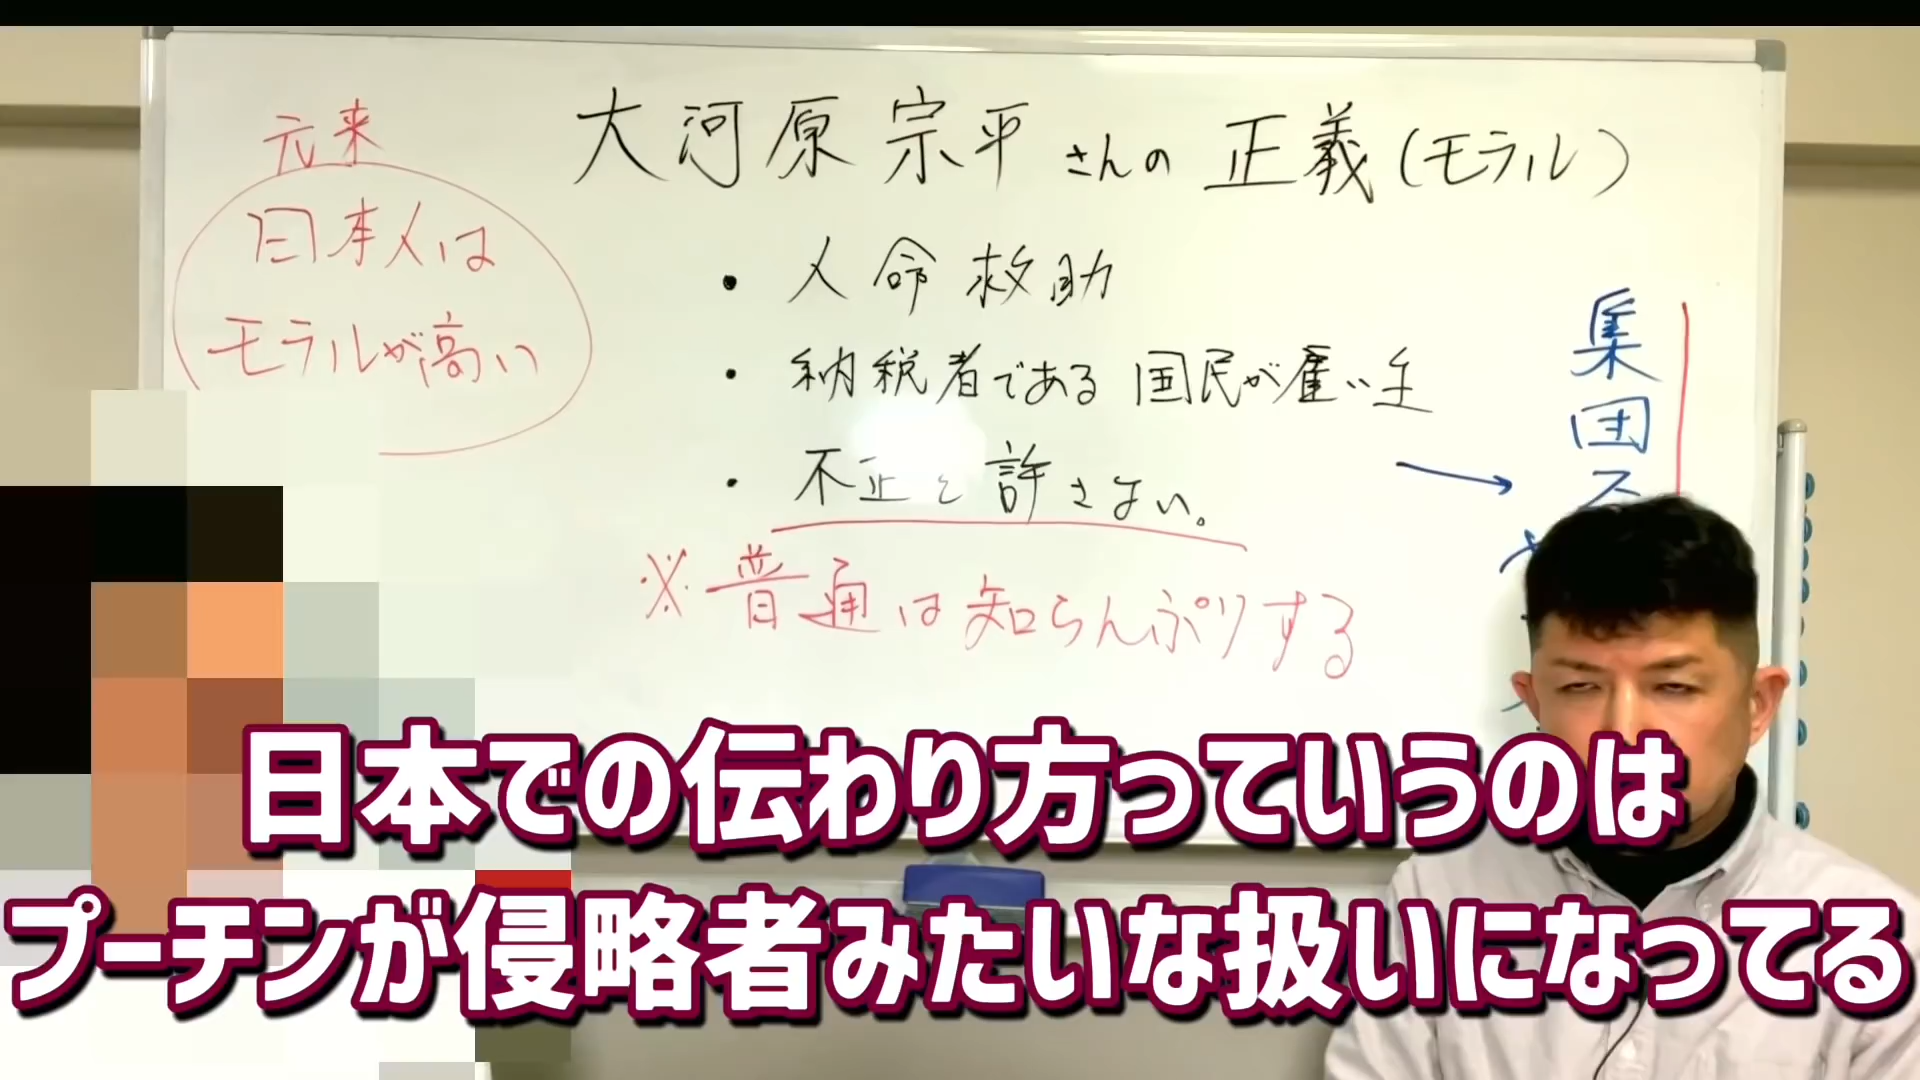 元来
日本人は
モラルが高い
大河原宗平さんの正義(モラル)
・人命救助
・納税者である国民が雇い主
・不正を許さない。
※普通は知らんぷりする
→
集団ス
日本での伝わり方っていうのは
プーチンが侵略者みたいな扱いになってる